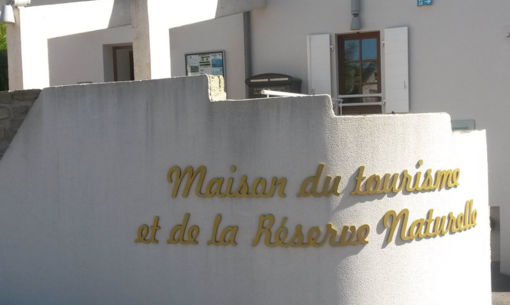 Maison du tourisme
et de la Réserve Naturelle